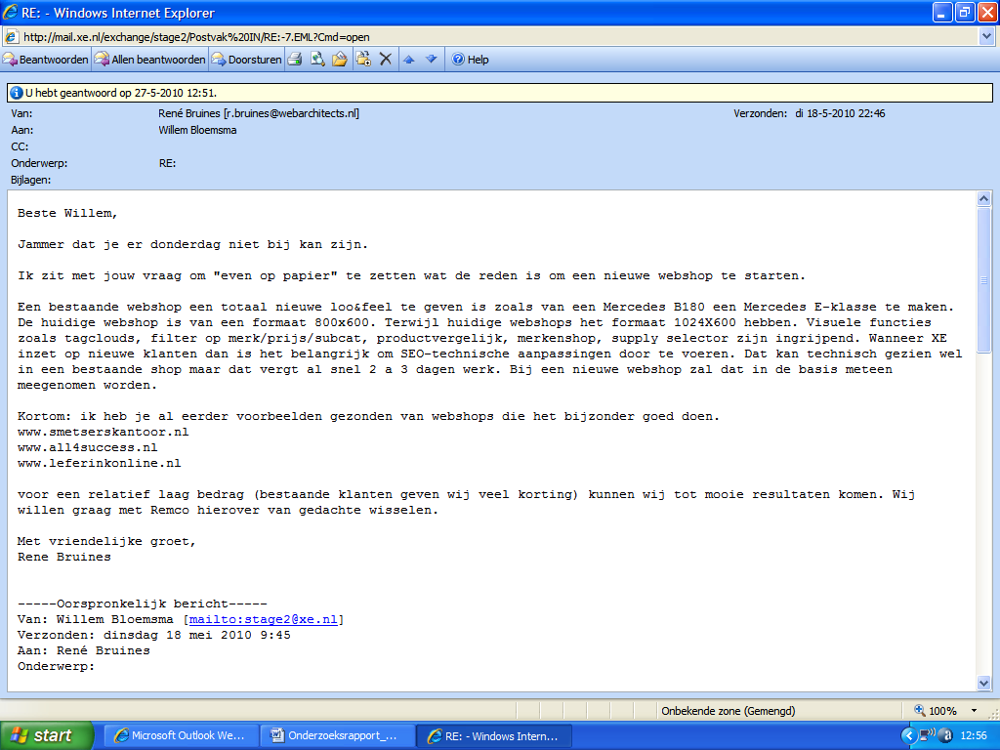 RE: - Windows Internet Explorer
http://mail.xe.nl/exchange/stage2/Postvak%20IN/RE:-7.EML?Cmd=open
Beantwoorden Allen beantwoorden Doorsturen Help
U hebt geantwoord op 27-5-2010 12:51.
Van: René Bruines [r.bruines@webarchitects.nl] Verzonden: di 18-5-2010 22:46
Aan: Willem Bloemsma
CC:
Onderwerp: RE:
Bijlagen:
Beste Willem,
Jammer dat je er donderdag niet bij kan zijn.
Ik zit met jouw vraag om "even op papier" te zetten wat de reden is om een nieuwe webshop te starten.
Een bestaande webshop een totaal nieuwe loo&feel te geven is zoals van een Mercedes B180 een Mercedes E-klasse te maken.
De huidige webshop is van een formaat 800x600. Terwijl huidige webshops het formaat 1024X600 hebben. Visuele functies
zoals tagclouds, filter op merk/prijs/subcat, productvergelijk, merkenshop, supply selector zijn ingrijpend. Wanneer XE
inzet op nieuwe klanten dan is het belangrijk om SEO-technische aanpassingen door te voeren. Dat kan technisch gezien wel
in een bestaande shop maar dat vergt al snel 2 a 3 dagen werk. Bij een nieuwe webshop zal dat in de basis meteen
meegenomen worden.
Kortom: ik heb je al eerder voorbeelden gezonden van webshops die het bijzonder goed doen.
www.smetserskantoor.nl
www.all4success.nl
www.leferinkonline.nl
voor een relatief laag bedrag (bestaande klanten geven wij veel korting) kunnen wij tot mooie resultaten komen. Wij
willen graag met Remco hierover van gedachte wisselen.
Met vriendelijke groet,
Rene Bruines
-----Oorspronkelijk bericht-----
Van: Willem Bloemsma [mailto:stage2@xe.nl]
Verzonden: dinsdag 18 mei 2010 9:45
Aan: René Bruines
Onderwerp:
Onbekende zone (Gemengd) 100%
start Microsoft Outlook We... Onderzoeksrapport_... RE: - Windows Intern... 12:56